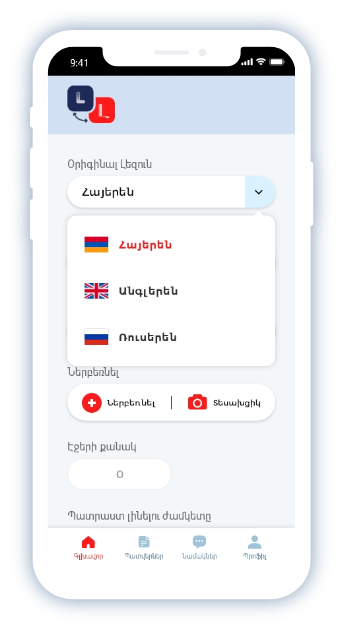 9:41
Օրիգինալ Լեզուն
Հայերեն
Հայերեն
Անգլերեն
Ռուսերեն
Ներբեռնել
Ներբեռնել
Տեսախցիկ
Էջերի քանակ
0
Պատրաստ լինելու ժամկետը
Գլխավոր
Պատվերներ
Նամակներ
Պրոֆիլ